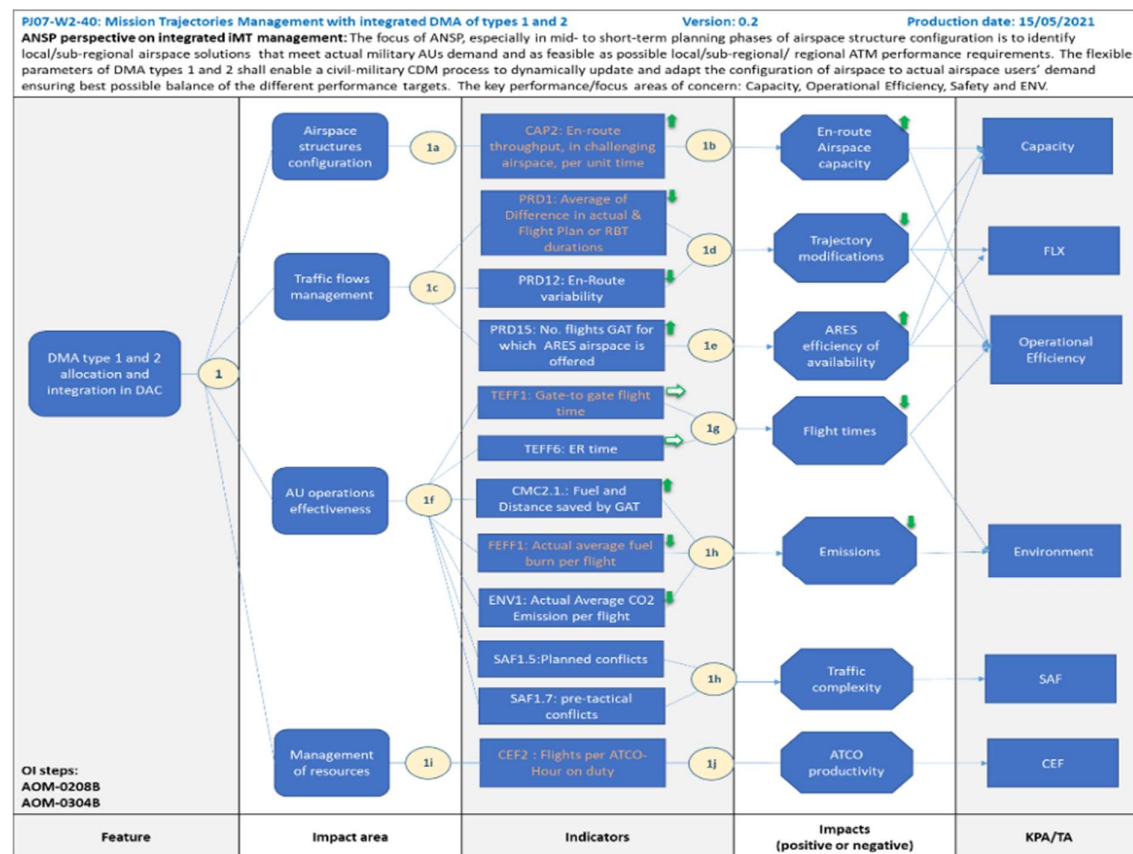 PJ07-W2-40: Mission Trajectories Management with integrated DMA of types 1 and 2 Version: 0.2 Production date: 15/05/2021
ANSP perspective on integrated iMT management: The focus of ANSP, especially in mid- to short-term planning phases of airspace structure configuration is to identify
local/sub-regional airspace solutions that meet actual military AUs demand and as feasible as possible local/sub-regional/ regional ATM performance requirements. The flexible
parameters of DMA types 1 and 2 shall enable a civil-military CDM process to dynamically update and adapt the configuration of airspace to actual airspace users' demand
ensuring best possible balance of the different performance targets. The key performance/focus areas of concern: Capacity, Operational Efficiency, Safety and ENV.
DMA type 1 and 2
allocation and
integration in DAC
1
Airspace
structures
configuration
1a
CAP2: En-route
throughput, in challenging
airspace, per unit time
1b
En-route
Airspace
capacity
Capacity
Traffic flows
management
1c
PRD1: Average of
Difference in actual &
Flight Plan or RBT
durations
PRD12: En-Route
variability
1d
Trajectory
modifications
FLX
PRD15: No. flights GAT for
which ARES airspace is
offered
1e
ARES
efficiency of
availability
Operational
Efficiency
AU operations
effectiveness
1f
TEFF1: Gate-to gate flight
time
TEFF6: ER time
1g
Flight times
CMC2.1.: Fuel and
Distance saved by GAT
FEFF1: Actual average fuel
burn per flight
ENV1: Actual Average CO2
Emission per flight
1h
Emissions
Environment
SAF1.5:Planned conflicts
SAF1.7: pre-tactical
conflicts
1h
Traffic
complexity
SAF
Management
of resources
1i
CEF2 : Flights per ATCO-
Hour on duty
1j
ATCO
productivity
CEF
OI steps:
AOM-0208B
AOM-0304B
Feature
Impact area
Indicators
Impacts
(positive or negative)
KPA/TA